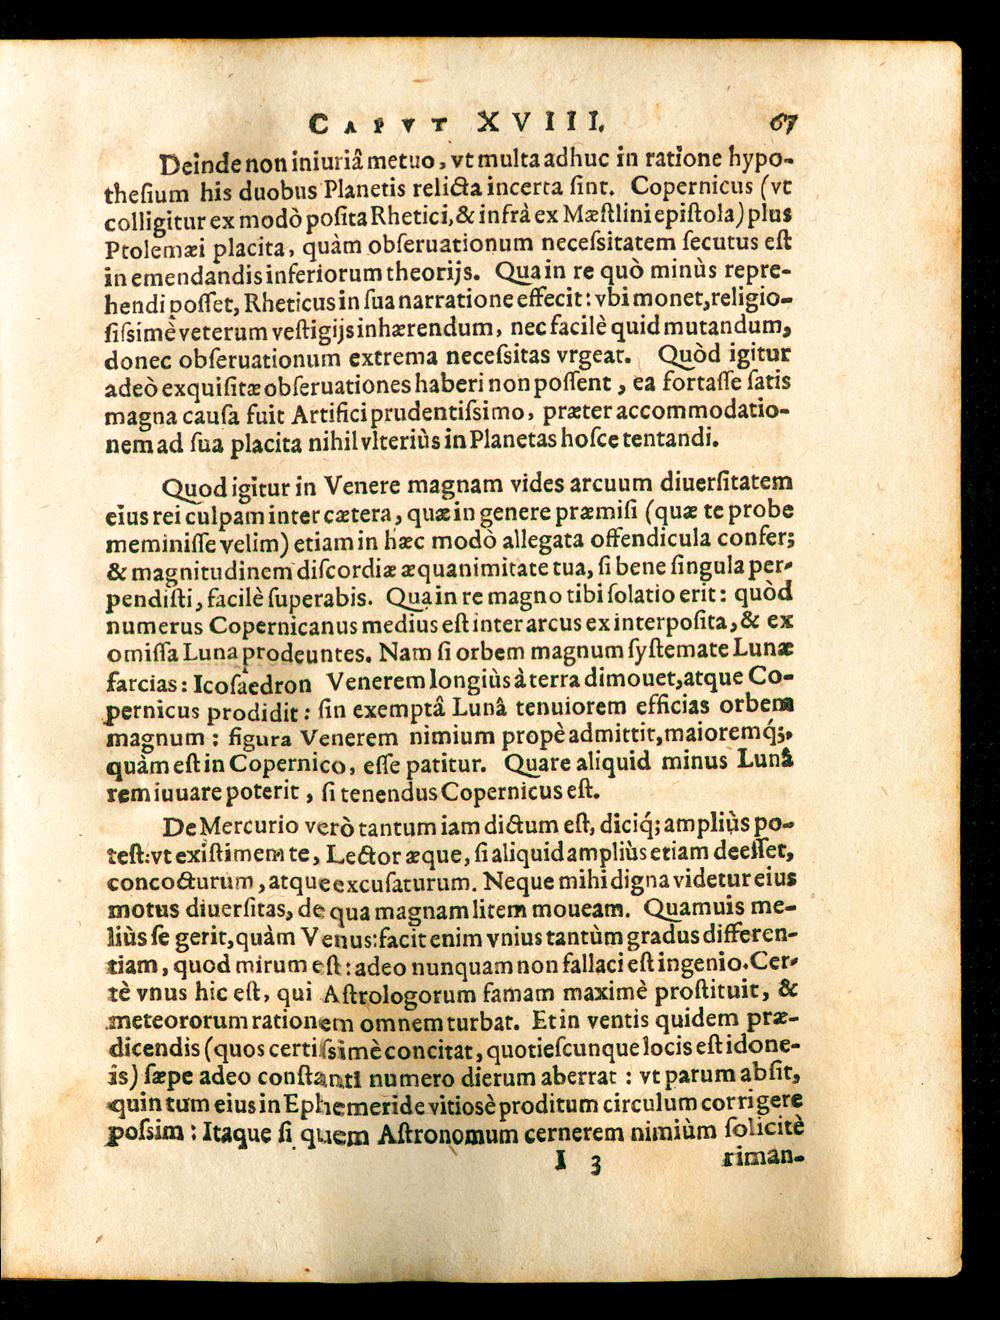 CAPVT XVIII. 67
Deinde non iniuriâ metuo, vt multa adhuc in ratione hypo-
theſium his duobus Planetis relicta incerta ſint. Copernicus (vt
colligitur ex modò poſita Rhetici, & infrà ex Mæſtlini epiſtola) plus
Ptolemæi placita, quàm obſeruationum neceſsitatem ſecutus eſt
in emendandis inferiorum theorijs. Qua in re quò minùs repre-
hendi poſſet, Rheticus in ſua narratione effecit: vbi monet, religio-
ſiſsimè veterum veſtigijs inhærendum, nec facilè quid mutandum,
donec obſeruationum extrema neceſsitas vrgeat. Quòd igitur
adeò exquiſitæ obſeruationes haberi non poſſent, ea fortaſſe ſatis
magna cauſa fuit Artifici prudentiſsimo, præter accommodatio-
nem ad ſua placita nihil vlteriùs in Planetas hoſce tentandi.
Quod igitur in Venere magnam vides arcuum diuerſitatem
eius rei culpam inter cætera, quæ in genere præmiſi (quæ te probe
meminiſſe velim) etiam in hæc modò allegata offendicula confer;
& magnitudinem diſcordiæ æquanimitate tua, ſi bene ſingula per-
pendiſti, facilè ſuperabis. Qua in re magno tibi ſolatio erit: quòd
numerus Copernicanus medius eſt inter arcus ex interpoſita, & ex
omiſſa Luna prodeuntes. Nam ſi orbem magnum ſyſtemate Lunæ
farcias: Icoſaedron Venerem longiùs à terra dimouet, atque Co-
pernicus prodidit: ſin exemptâ Lunâ tenuiorem efficias orbem
magnum: figura Venerem nimium propè admittit, maioremq́;,
quàm eſt in Copernico, eſſe patitur. Quare aliquid minus Lunâ
rem iuuare poterit, ſi tenendus Copernicus eſt.
De Mercurio verò tantum iam dictum eſt, diciq́; ampliùs po-
teſt: vt exiſtimem te, Lector æque, ſi aliquid ampliùs etiam deeſſet,
concocturum, atque excuſaturum. Neque mihi digna videtur eius
motus diuerſitas, de qua magnam litem moueam. Quamuis me-
liùs ſe gerit, quàm Venus: facit enim vnius tantùm gradus differen-
tiam, quod mirum eſt: adeo nunquam non fallaci eſt ingenio. Cer-
tè vnus hic eſt, qui Aſtrologorum famam maximè proſtituit, &
meteororum rationem omnem turbat. Et in ventis quidem præ-
dicendis (quos certiſsimè concitat, quotieſcunque locis eſt idone-
is) ſæpe adeo conſtanti numero dierum aberrat: vt parum abſit,
quin tum eius in Ephemeride vitiosè proditum circulum corrigere
poſsim: Itaque ſi quem Aſtronomum cernerem nimiùm ſolicitè
I 3 riman-